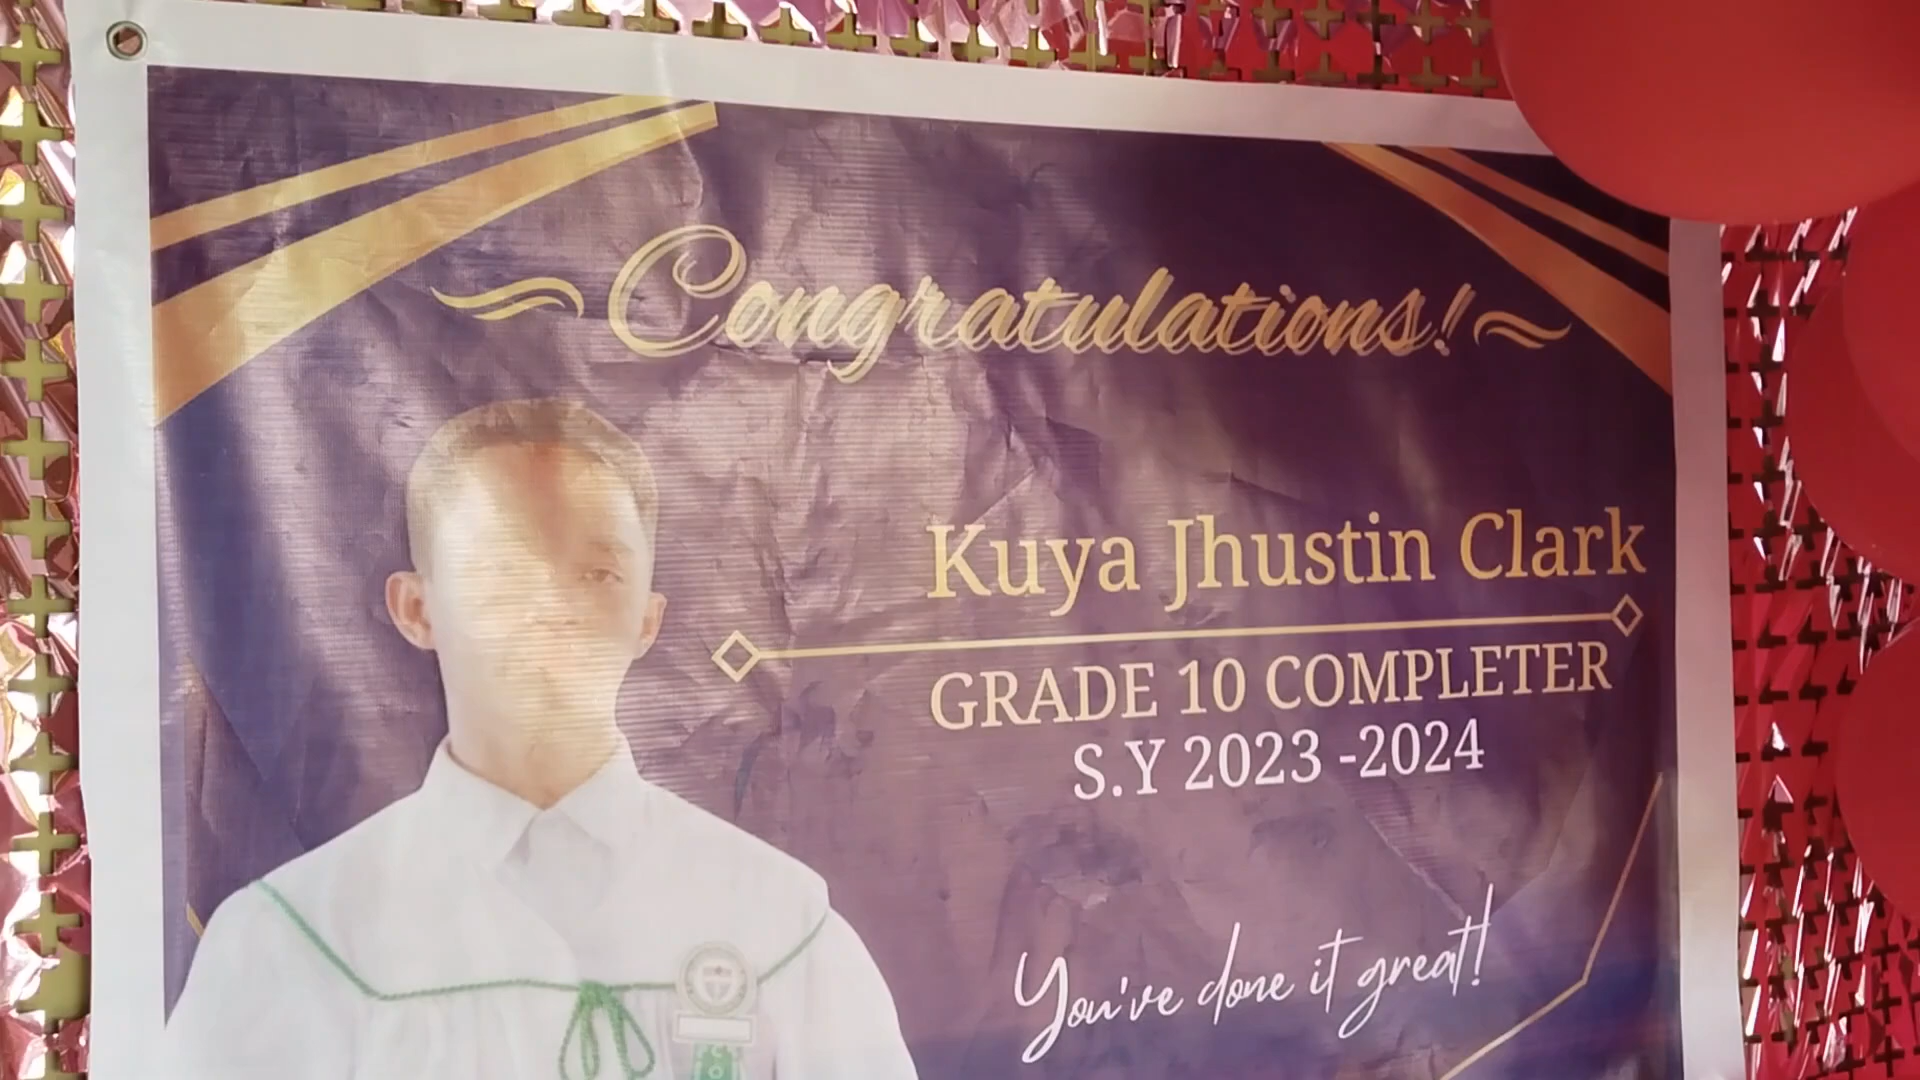 Congratulations!
Kuya Jhustin Clark
GRADE 10 COMPLETER
S.Y 2023 -2024
You've done it great!